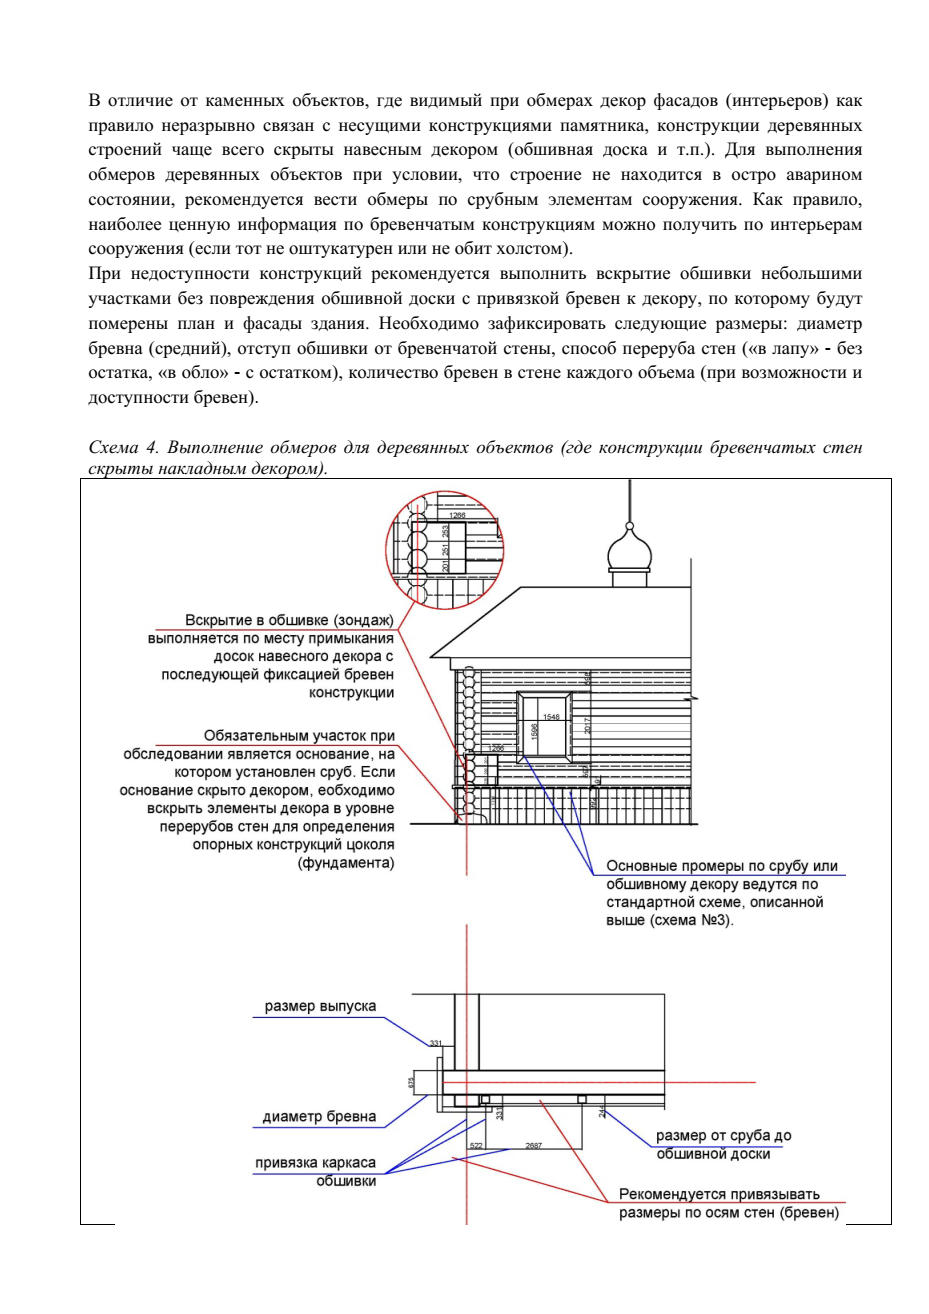 В отличие от каменных объектов, где видимый при обмерах декор фасадов (интерьеров) как
правило неразрывно связан с несущими конструкциями памятника, конструкции деревянных
строений чаще всего скрыты навесным декором (обшивная доска и т.п.). Для выполнения
обмеров деревянных объектов при условии, что строение не находится в остро аварином
состоянии, рекомендуется вести обмеры по срубным элементам сооружения. Как правило,
наиболее ценную информация по бревенчатым конструкциям можно получить по интерьерам
сооружения (если тот не оштукатурен или не обит холстом).
При недоступности конструкций рекомендуется выполнить вскрытие обшивки небольшими
участками без повреждения обшивной доски с привязкой бревен к декору, по которому будут
померены план и фасады здания. Необходимо зафиксировать следующие размеры: диаметр
бревна (средний), отступ обшивки от бревенчатой стены, способ переруба стен («в лапу» - без
остатка, «в обло» - с остатком), количество бревен в стене каждого объема (при возможности и
доступности бревен).
Схема 4. Выполнение обмеров для деревянных объектов (где конструкции бревенчатых стен
скрыты накладным декором).
1266
253
251
201
Вскрытие в обшивке (зондаж)
выполняется по месту примыкания
досок навесного декора с
последующей фиксацией бревен
конструкции
1548
1596
2017
1266
Обязательным участок при
обследовании является основание, на
котором установлен сруб. Если
основание скрыто декором, еобходимо
вскрыть элементы декора в уровне
перерубов стен для определения
опорных конструкций цоколя
(фундамента)
Основные промеры по срубу или
обшивному декору ведутся по
стандартной схеме, описанной
выше (схема №3).
размер выпуска
331
675
диаметр бревна
331
244
522
2687
привязка каркаса
обшивки
размер от сруба до
обшивной доски
Рекомендуется привязывать
размеры по осям стен (бревен)